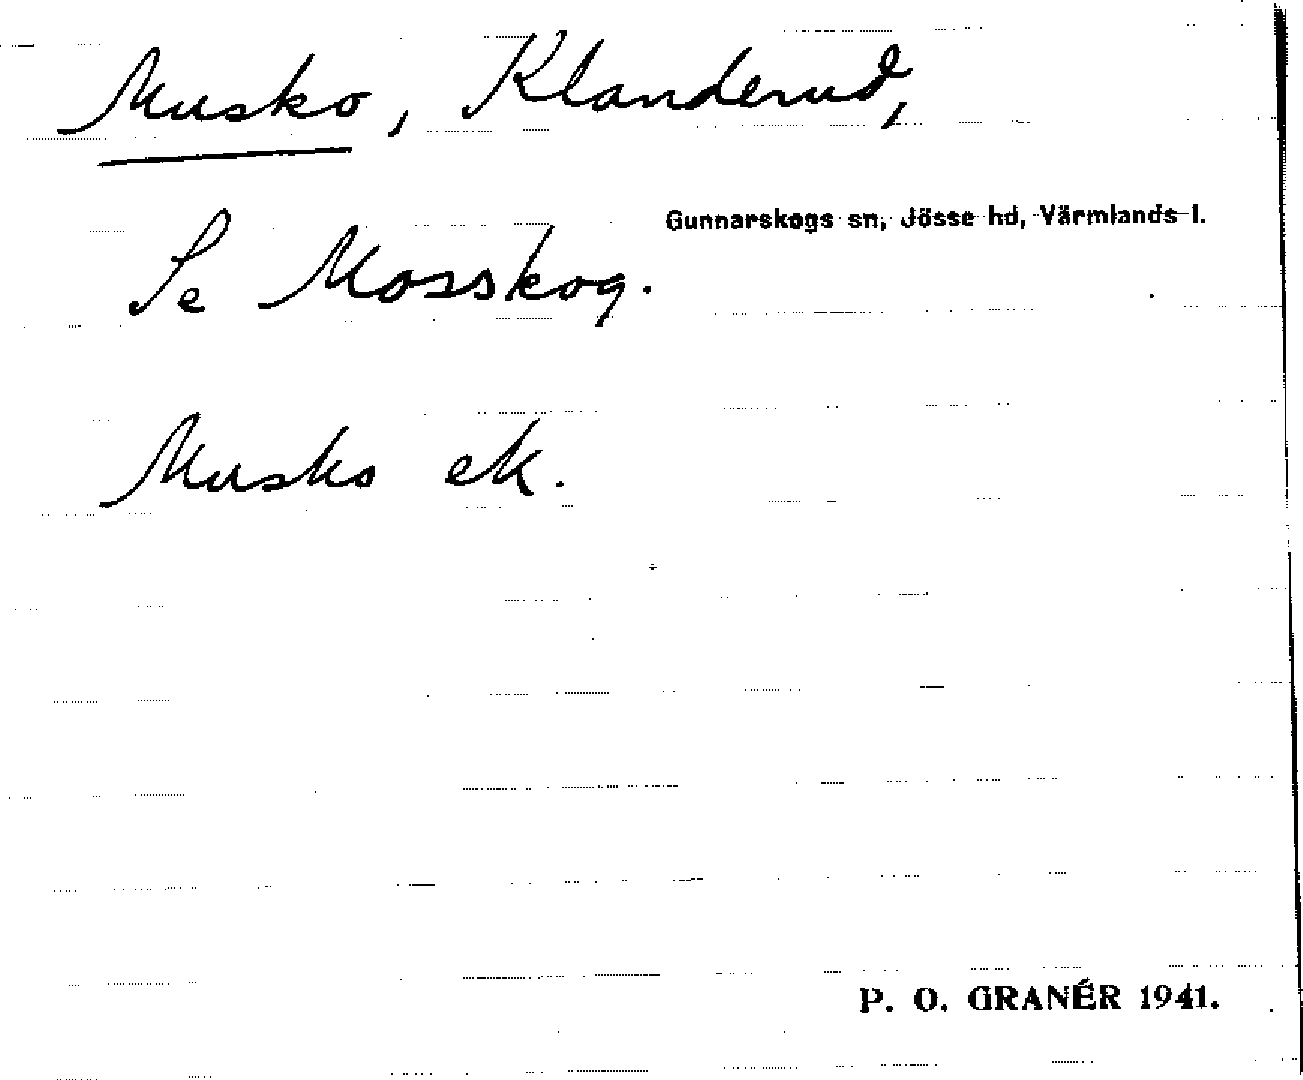 Musko, Klanderud,
Gunnarskogs sn, Jösse hd, Värmlands l.
Se Mosskog.
Musko ek.
P. O. GRANÉR 1941.